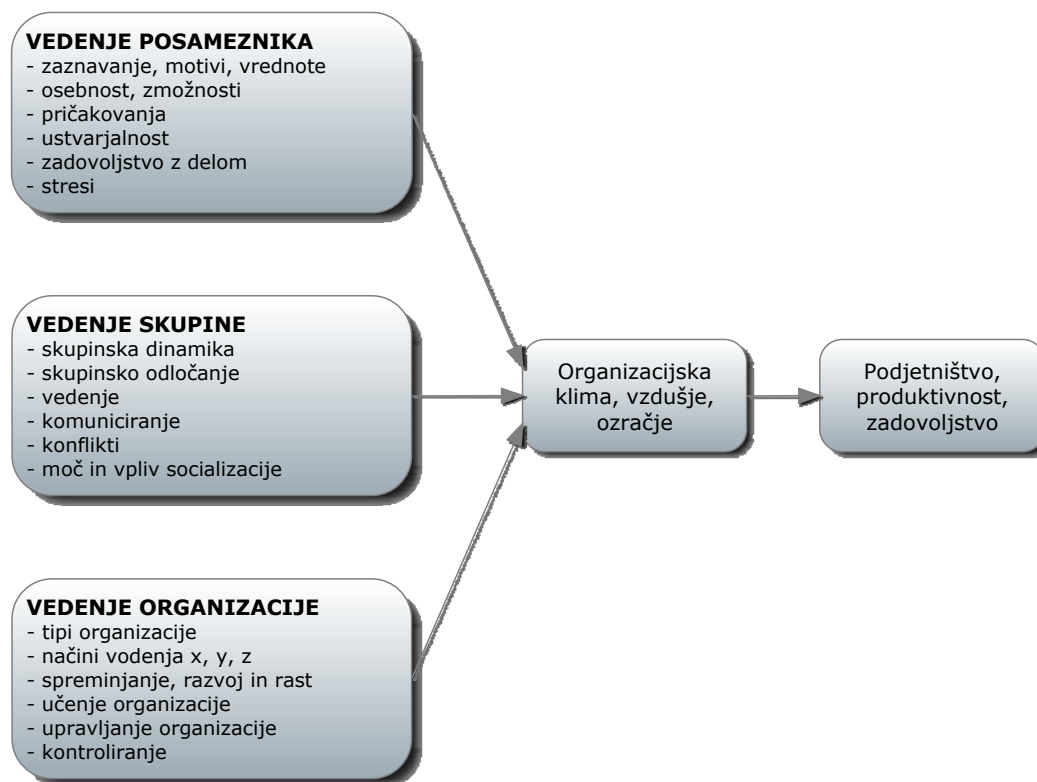 VEDENJE POSAMEZNIKA
- zaznavanje, motivi, vrednote
- osebnost, zmožnosti
- pričakovanja
- ustvarjalnost
- zadovoljstvo z delom
- stresi
VEDENJE SKUPINE
- skupinska dinamika
- skupinsko odločanje
- vedenje
- komuniciranje
- konflikti
- moč in vpliv socializacije
VEDENJE ORGANIZACIJE
- tipi organizacije
- načini vodenja x, y, z
- spreminjanje, razvoj in rast
- učenje organizacije
- upravljanje organizacije
- kontroliranje
Organizacijska
klima, vzdušje,
ozračje
Podjetništvo,
produktivnost,
zadovoljstvo